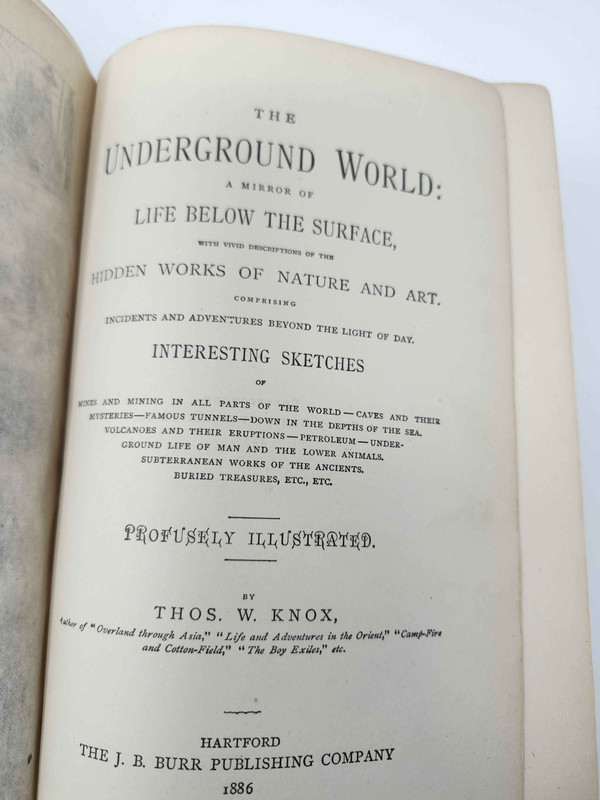 THE
UNDERGROUND WORLD:
A MIRROR OF
LIFE BELOW THE SURFACE,
WITH VIVID DESCRIPTIONS OF THE
HIDDEN WORKS OF NATURE AND ART.
COMPRISING
INCIDENTS AND ADVENTURES BEYOND THE LIGHT OF DAY.
INTERESTING SKETCHES
OF
MINES AND MINING IN ALL PARTS OF THE WORLD—CAVES AND THEIR
MYSTERIES—FAMOUS TUNNELS—DOWN IN THE DEPTHS OF THE SEA.
VOLCANOES AND THEIR ERUPTIONS—PETROLEUM—UNDER-
GROUND LIFE OF MAN AND THE LOWER ANIMALS.
SUBTERRANEAN WORKS OF THE ANCIENTS.
BURIED TREASURES, ETC., ETC.
PROFUSELY ILLUSTRATED.
BY
THOS. W. KNOX,
Author of "Overland through Asia," "Life and Adventures in the Orient," "Camp-Fire
and Cotton-Field," "The Boy Exiles," etc.
HARTFORD
THE J. B. BURR PUBLISHING COMPANY
1886